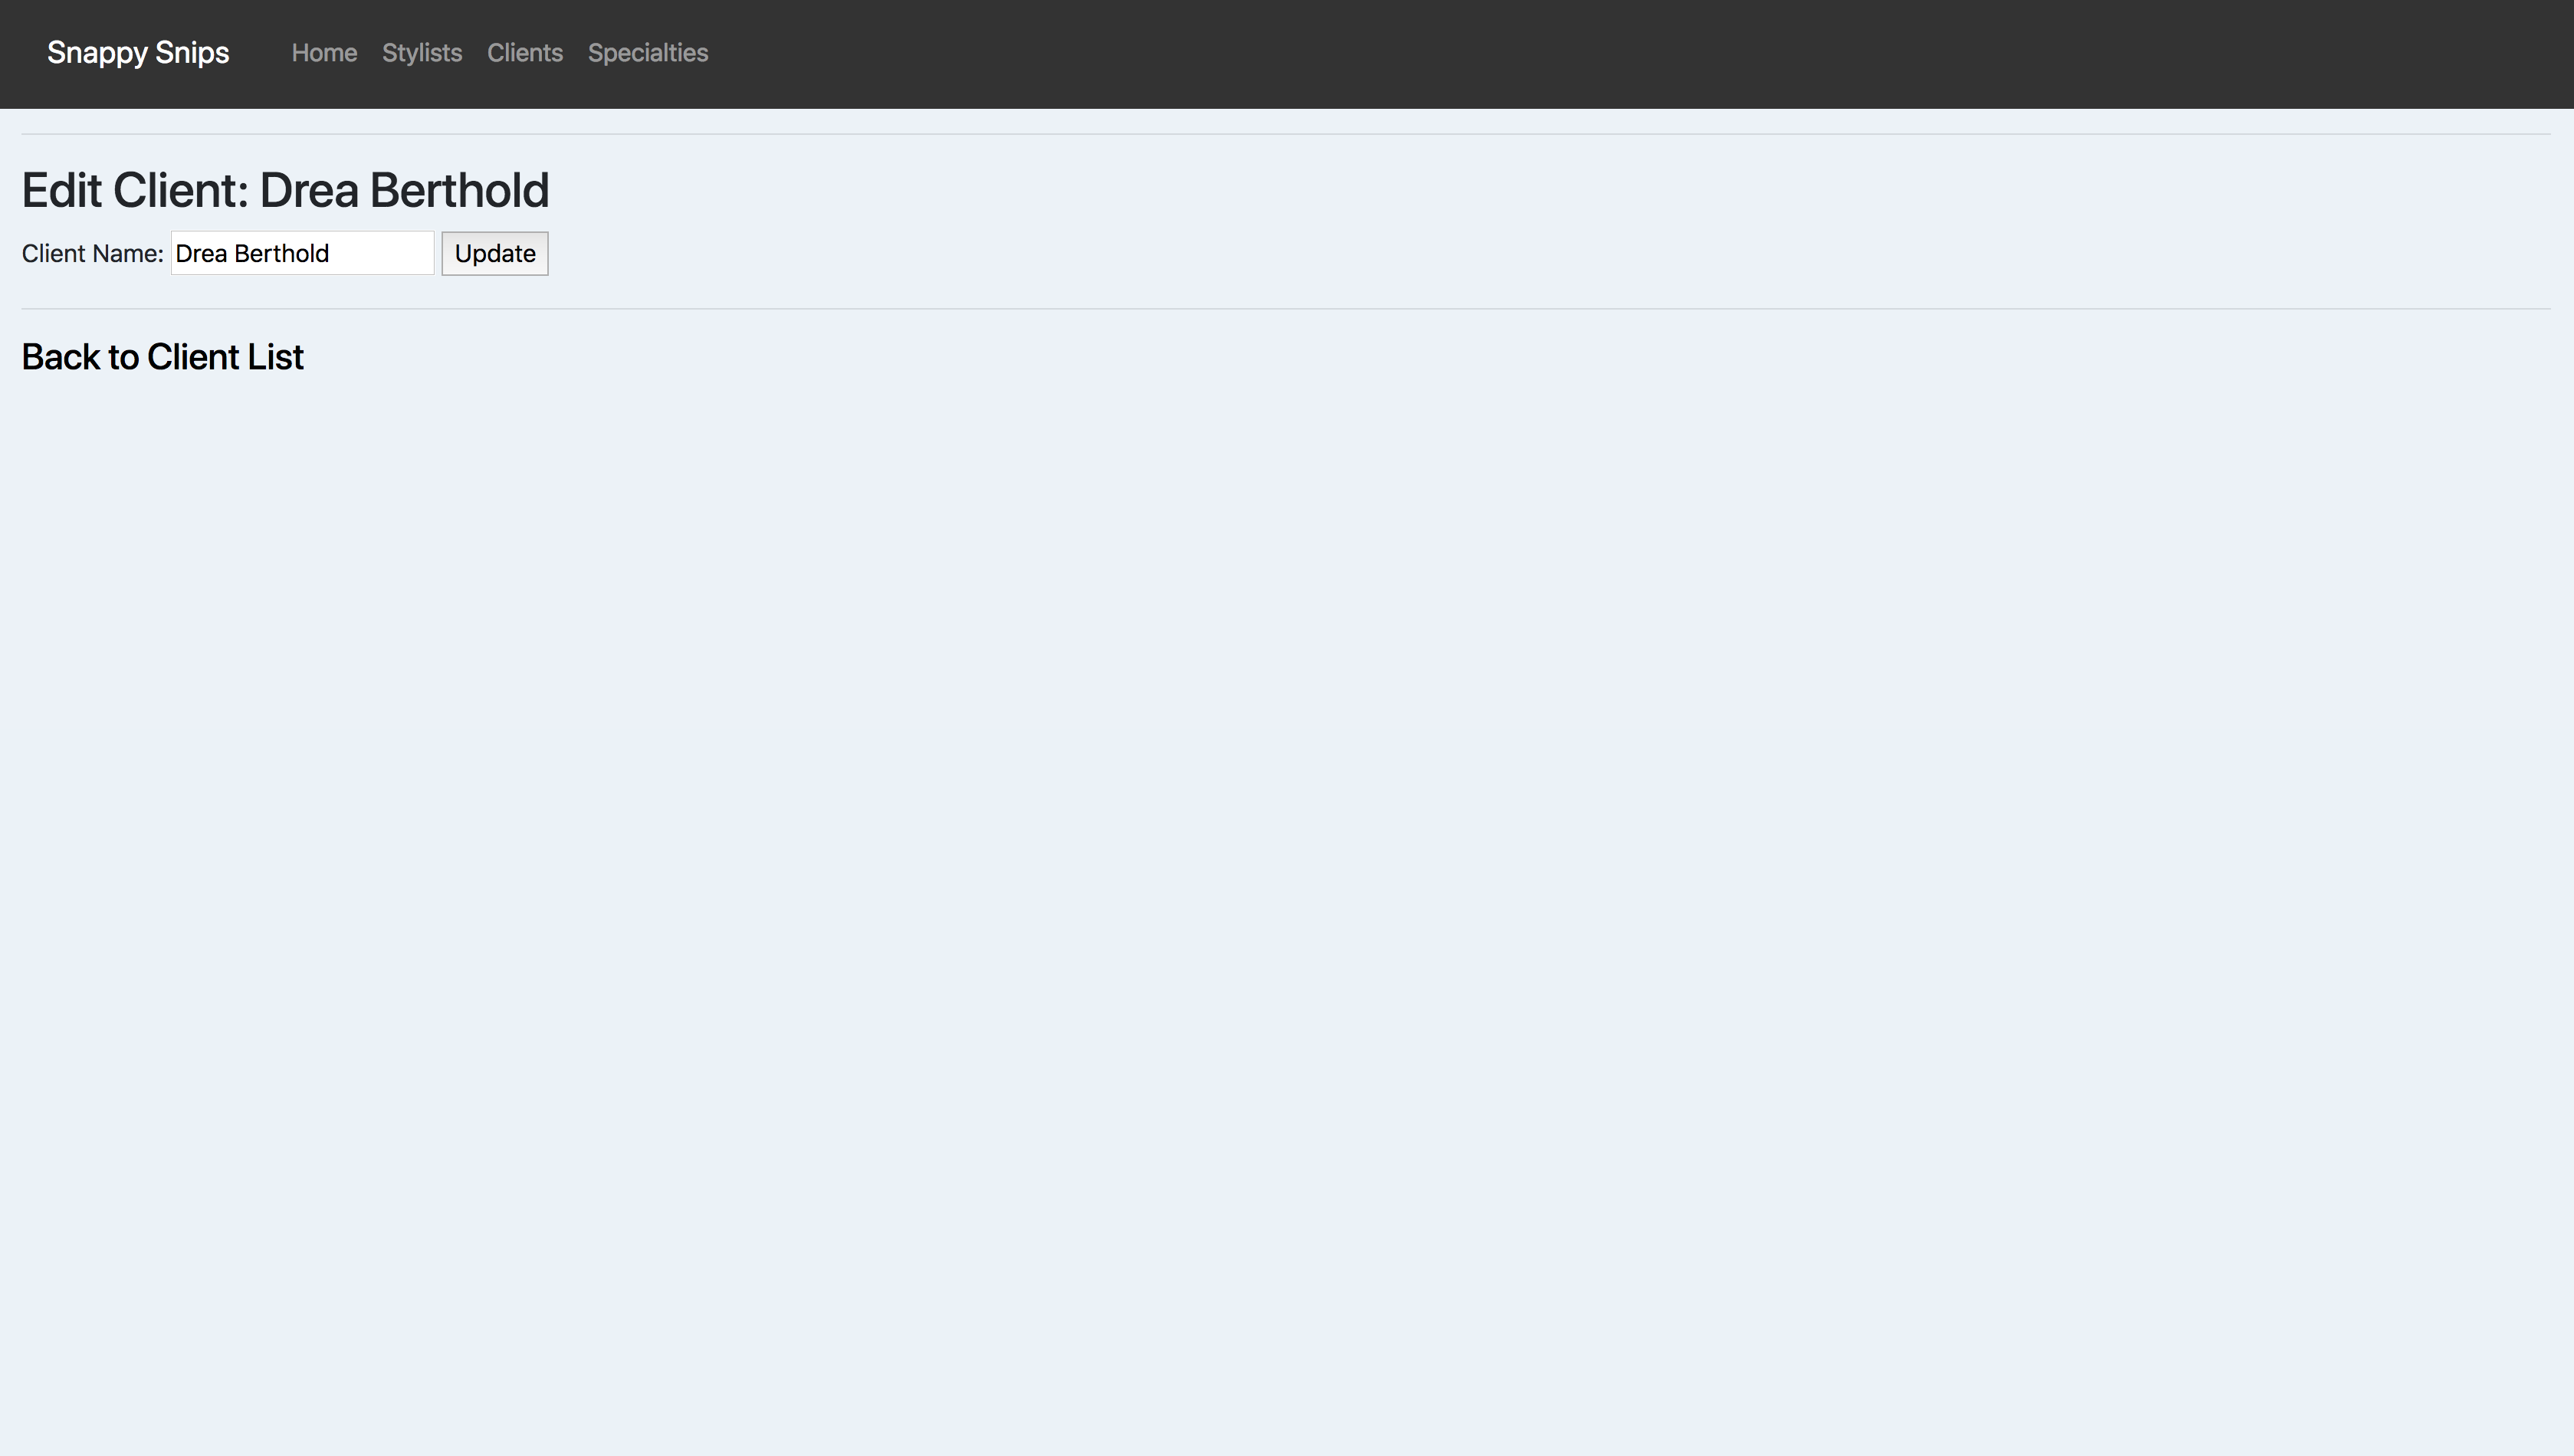 Snappy Snips Home Stylists Clients Specialties
Edit Client: Drea Berthold
Client Name: Drea Berthold Update
Back to Client List